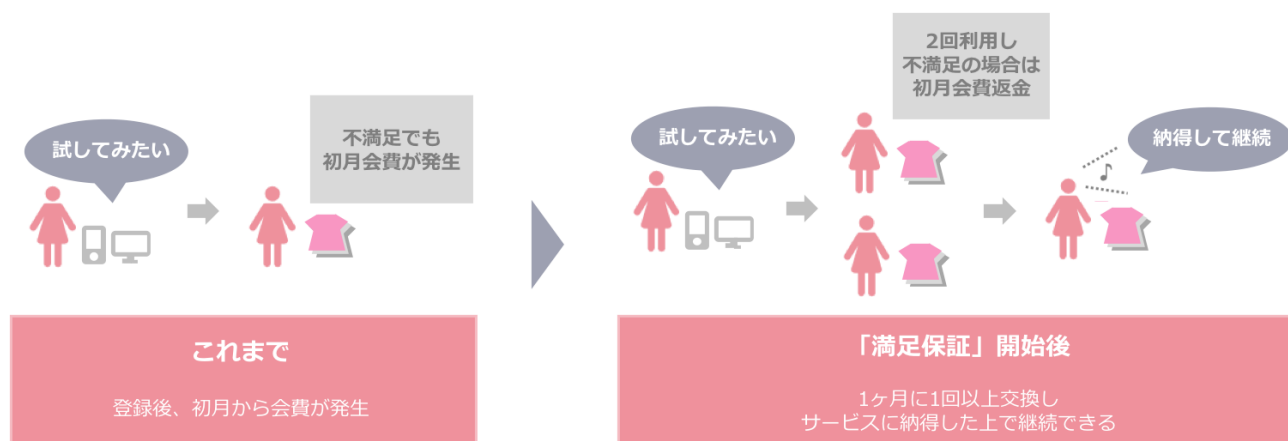 試してみたい
不満足でも
初月会費が発生
これまで
登録後、初月から会費が発生
試してみたい
2回利用し
不満足の場合は
初月会費返金
納得して継続
「満足保証」開始後
1ヶ月に1回以上交換し
サービスに納得した上で継続できる